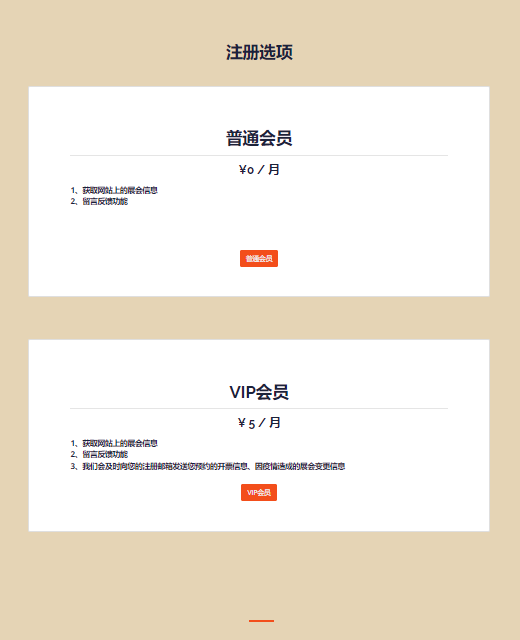 注册选项
普通会员
¥0 / 月
1、获取网站上的展会信息
2、留言反馈功能
普通会员
VIP会员
¥ 5 / 月
1、获取网站上的展会信息
2、留言反馈功能
3、我们会及时向您的注册邮箱发送您预约的开票信息、因疫情造成的展会变更信息
VIP会员